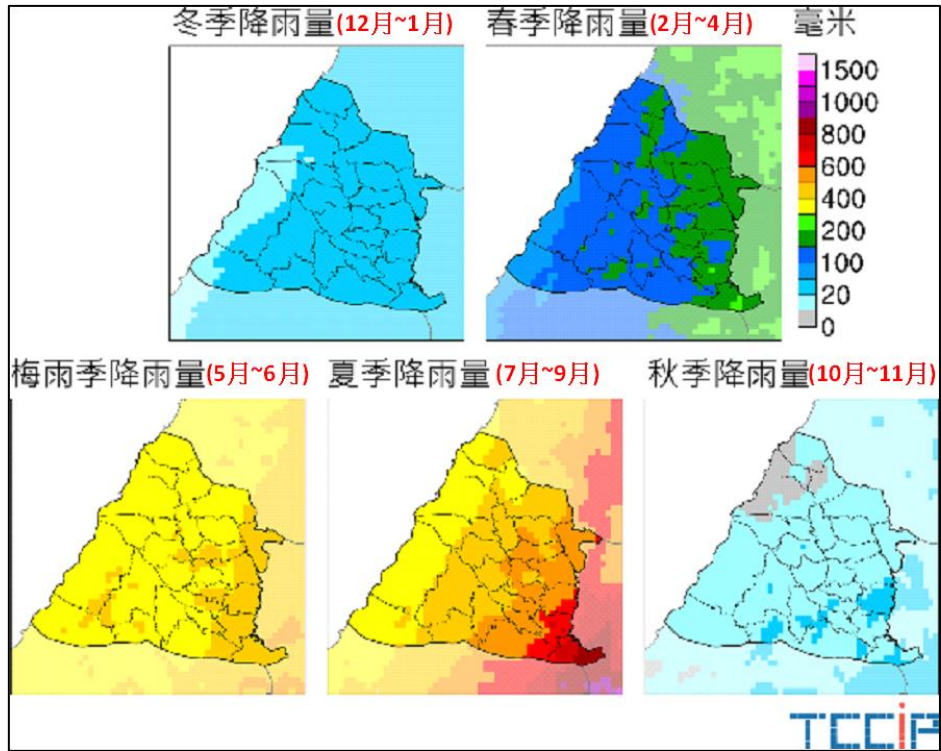 冬季降雨量(12月~1月)
春季降雨量(2月~4月)
毫米
1500
1000
800
600
400
200
100
20
0
梅雨季降雨量(5月~6月)
夏季降雨量(7月~9月)
秋季降雨量(10月~11月)
TCCiP